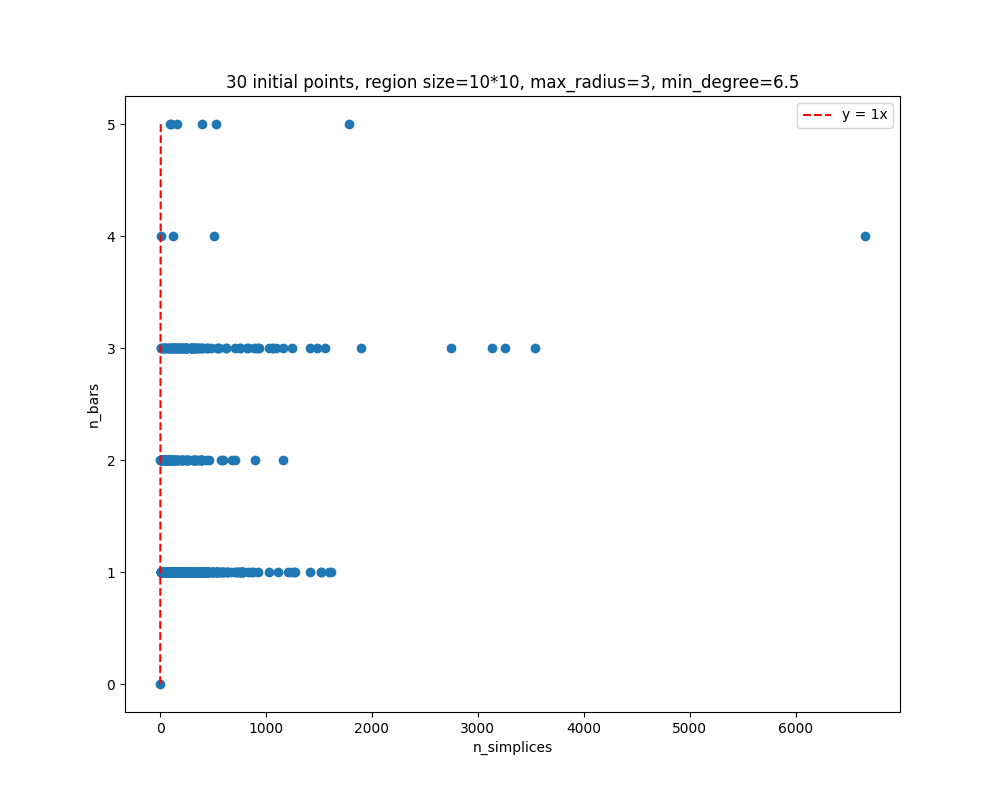 30 initial points, region size=10*10, max_radius=3, min_degree=6.5
y = 1x
5
4
3
2
1
0
n_bars
0 1000 2000 3000 4000 5000 6000
n_simplices